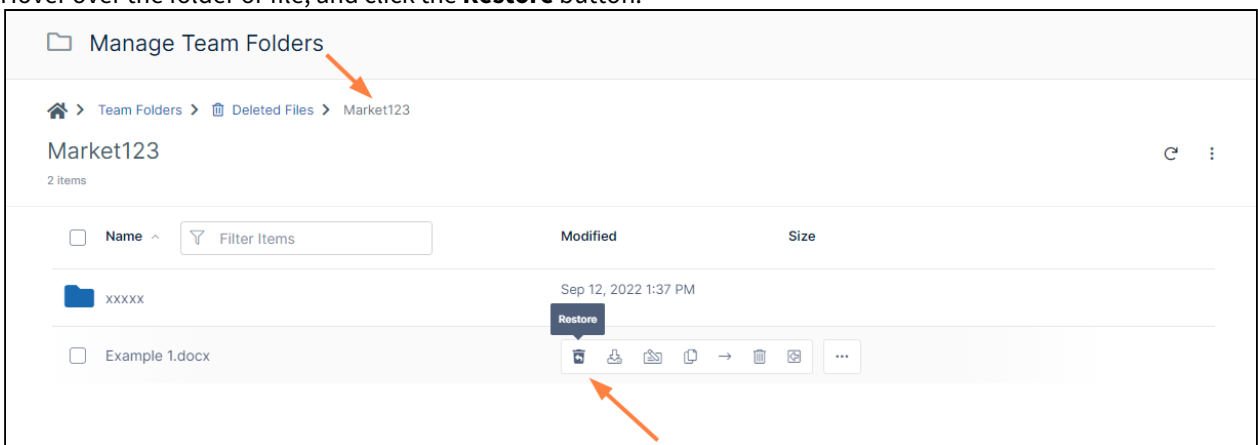 Hover over the folder or file, and click the Restore button.
Manage Team Folders
Team Folders > Deleted Files > Market123
Market123
2 items
Name Filter Items Modified Size
xxxxx Sep 12, 2022 1:37 PM
Restore
Example 1.docx